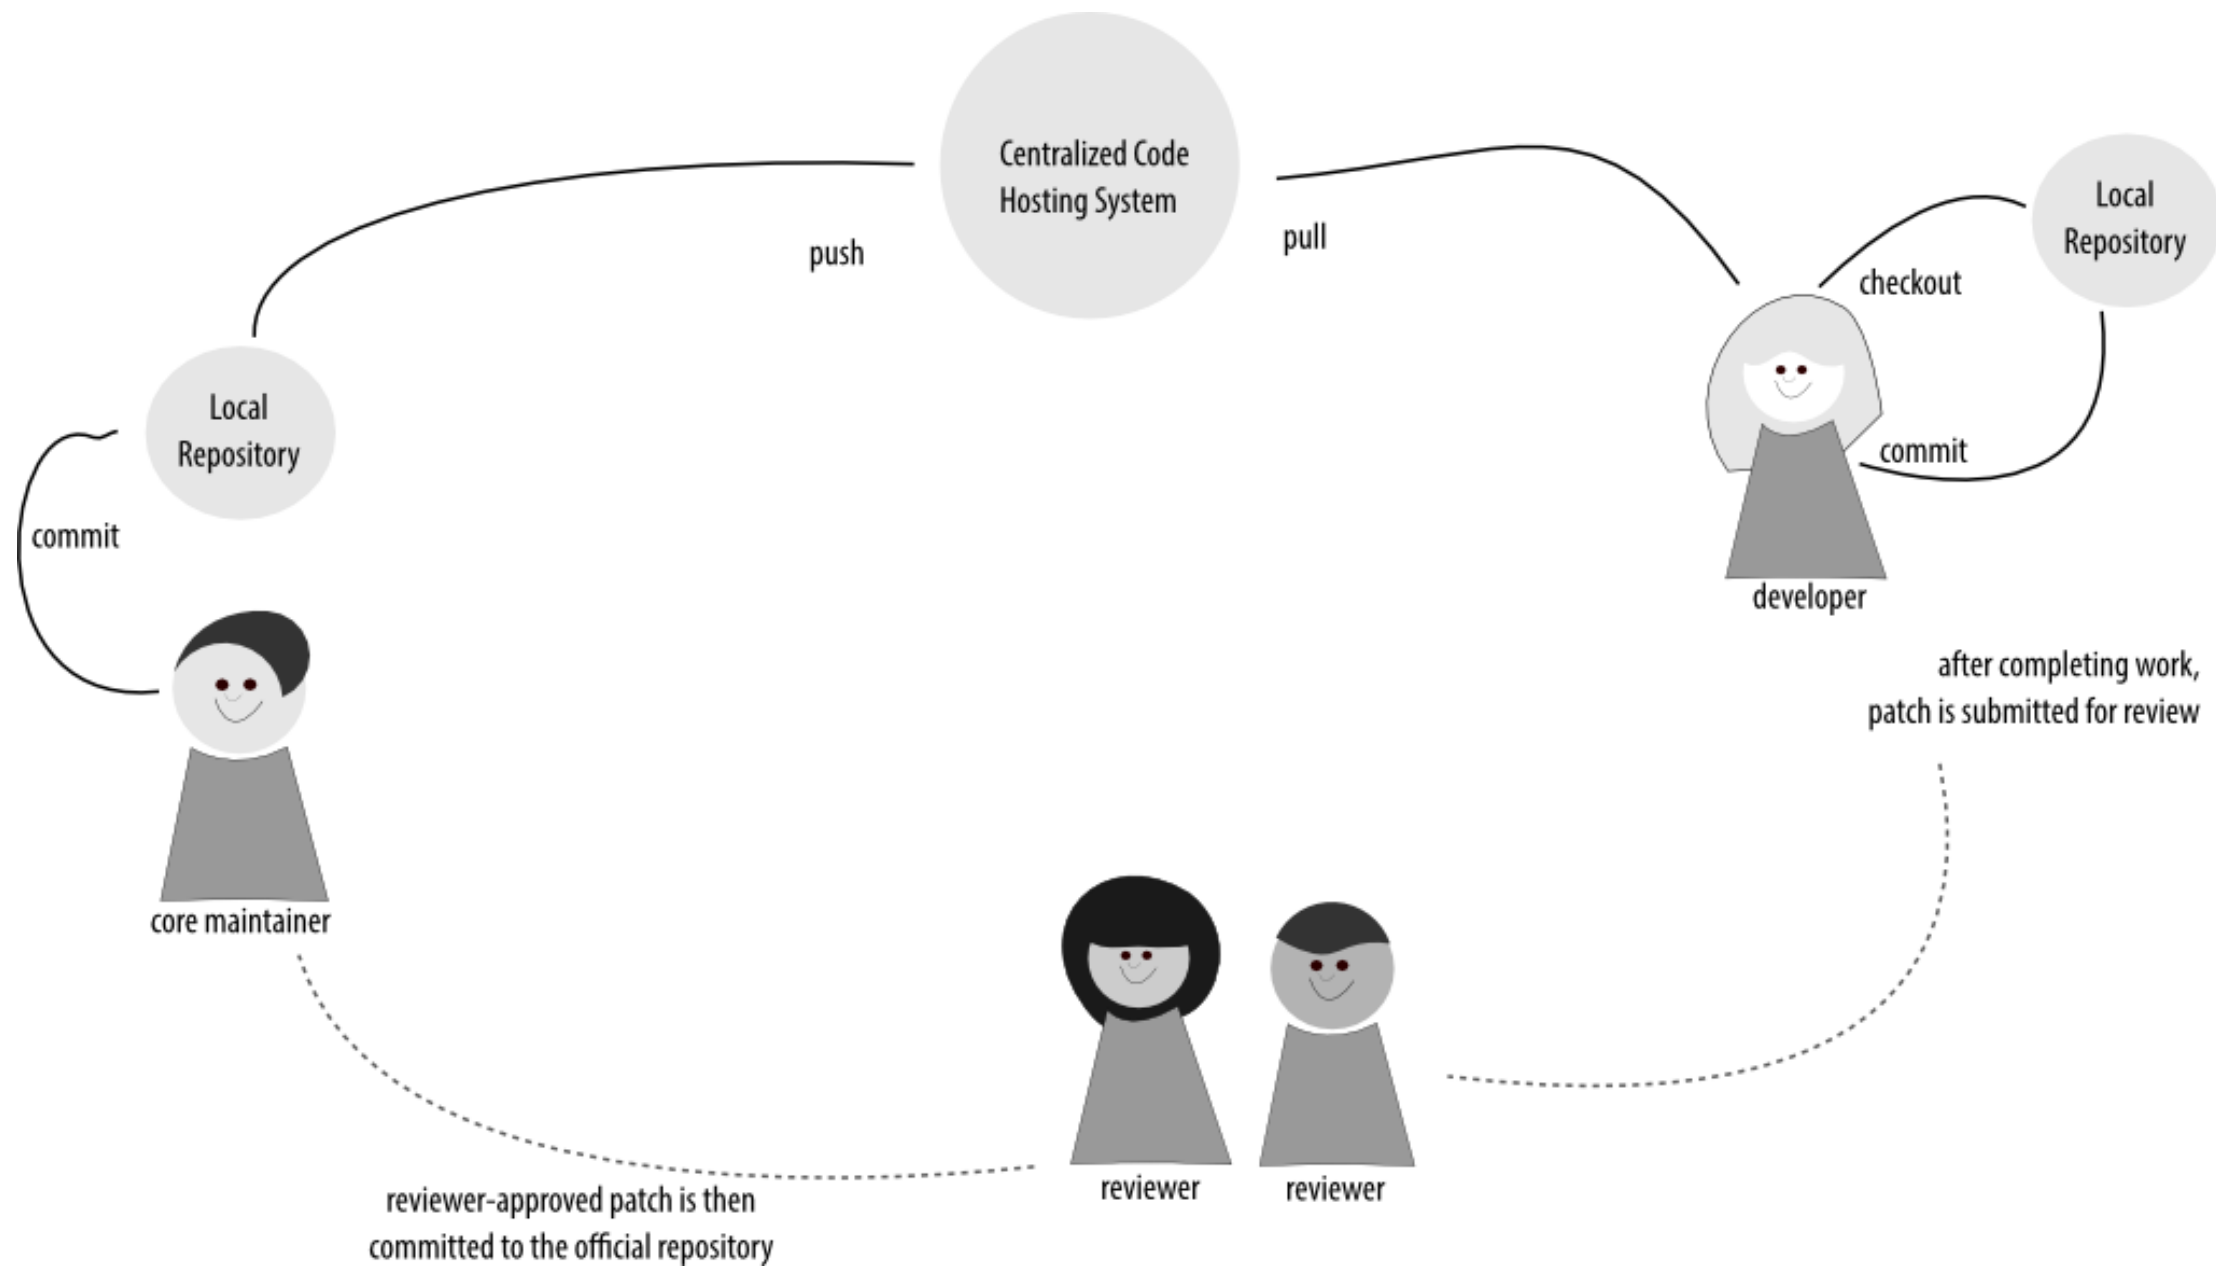 Centralized Code
Hosting System
push
pull
Local
Repository
checkout
commit
developer
after completing work,
patch is submitted for review
Local
Repository
commit
core maintainer
reviewer
reviewer
reviewer-approved patch is then
committed to the official repository